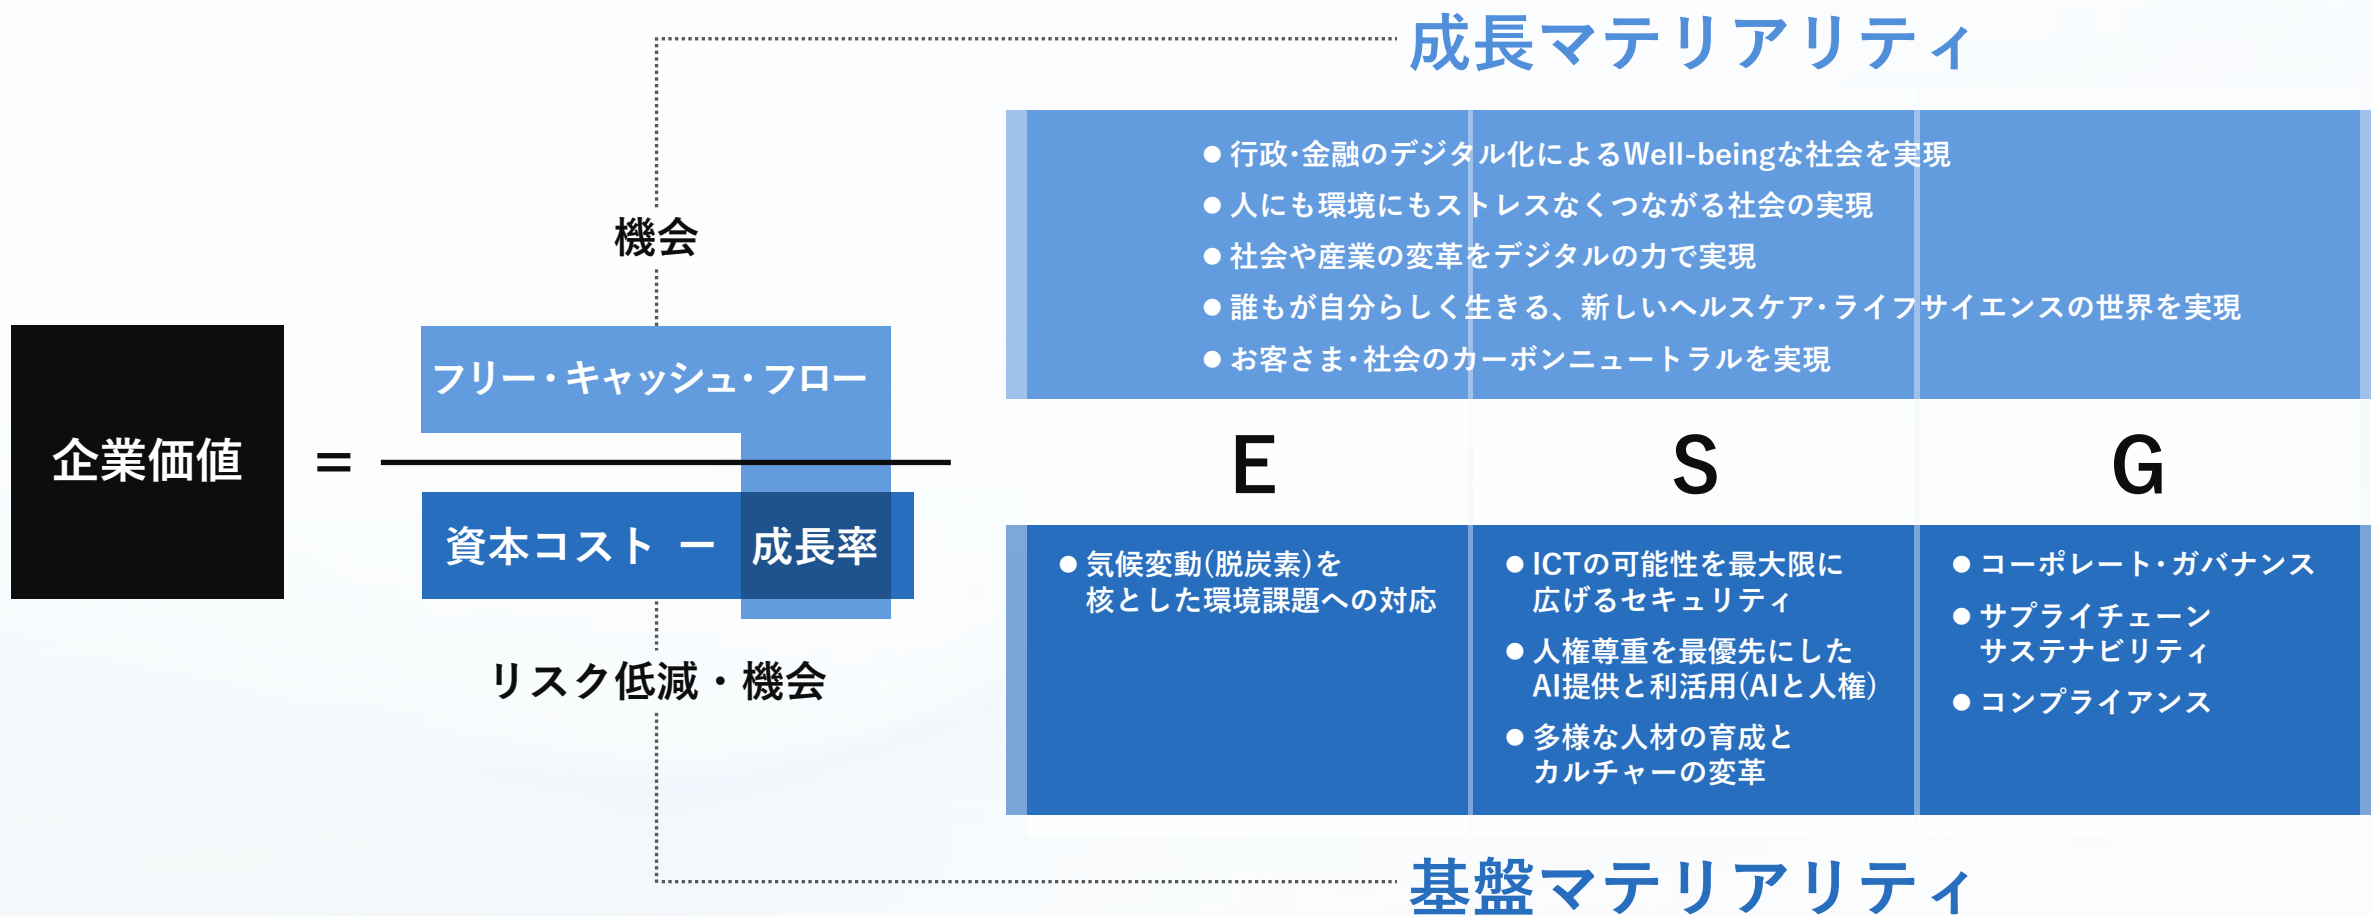 成長マテリアリティ
● 行政・金融のデジタル化によるWell-beingな社会を実現
● 人にも環境にもストレスなくつながる社会の実現
● 社会や産業の変革をデジタルの力で実現
● 誰もが自分らしく生きる、新しいヘルスケア・ライフサイエンスの世界を実現
● お客さま・社会のカーボンニュートラルを実現
機会
企業価値
=
フリー・キャッシュ・フロー
資本コスト − 成長率
リスク低減・機会
E
S
G
● 気候変動(脱炭素)を
核とした環境課題への対応
● ICTの可能性を最大限に
広げるセキュリティ
● 人権尊重を最優先にした
AI提供と利活用(AIと人権)
● 多様な人材の育成と
カルチャーの変革
● コーポレート・ガバナンス
● サプライチェーン
サステナビリティ
● コンプライアンス
基盤マテリアリティ